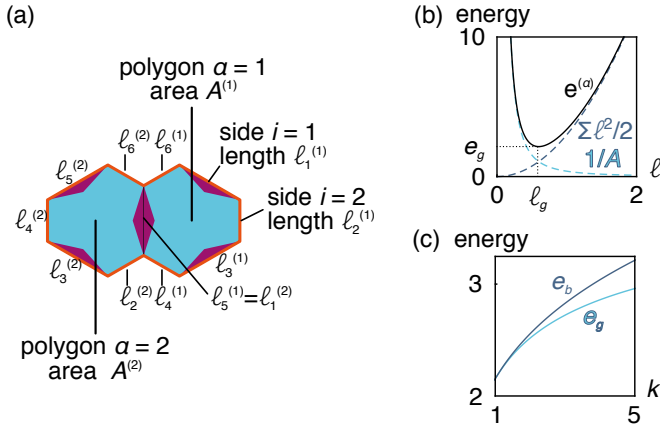 (a)
polygon α = 1
area A⁽¹⁾
ℓ₆⁽²⁾ ℓ₆⁽¹⁾
ℓ₅⁽²⁾
side i = 1
length ℓ₁⁽¹⁾
ℓ₄⁽²⁾
side i = 2
length ℓ₂⁽¹⁾
ℓ₃⁽²⁾
ℓ₃⁽¹⁾
ℓ₂⁽²⁾ ℓ₄⁽¹⁾
ℓ₅⁽¹⁾=ℓ₁⁽²⁾
polygon α = 2
area A⁽²⁾
(b)
energy
10
e⁽ᵅ⁾
Σℓ²/2
1/A
e_g
0
0
ℓ_g
2
ℓ
(c)
energy
3
e_b
e_g
2
1
5
k